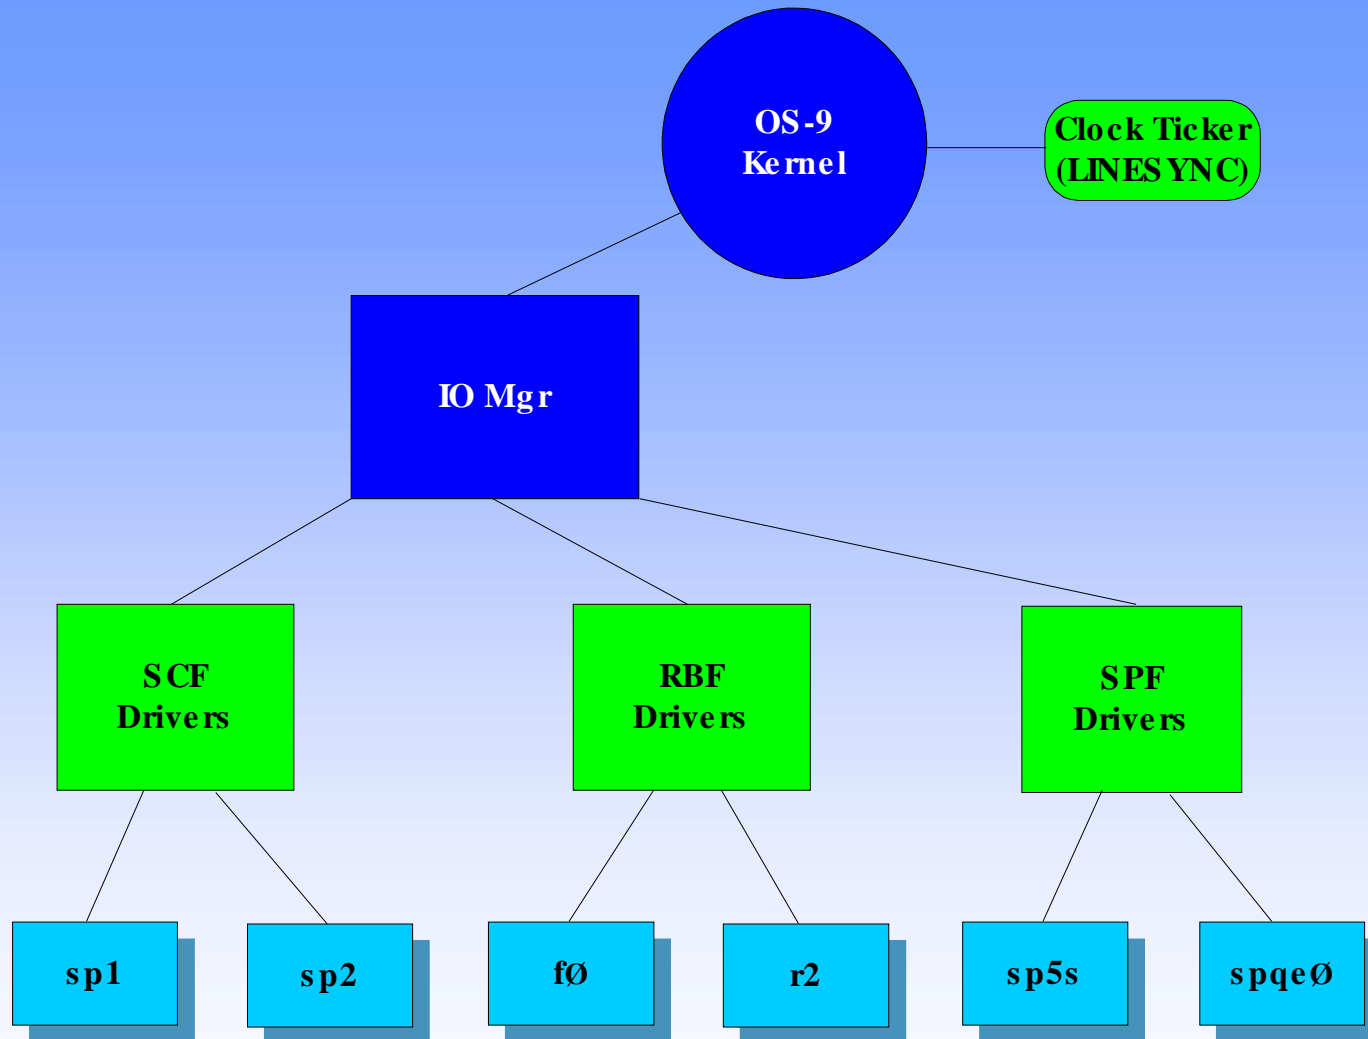 OS-9
Kernel
Clock Ticker
(LINESYNC)
IO Mgr
SCF
Drivers
RBF
Drivers
SPF
Drivers
sp1
sp2
fØ
r2
sp5s
spqeØ